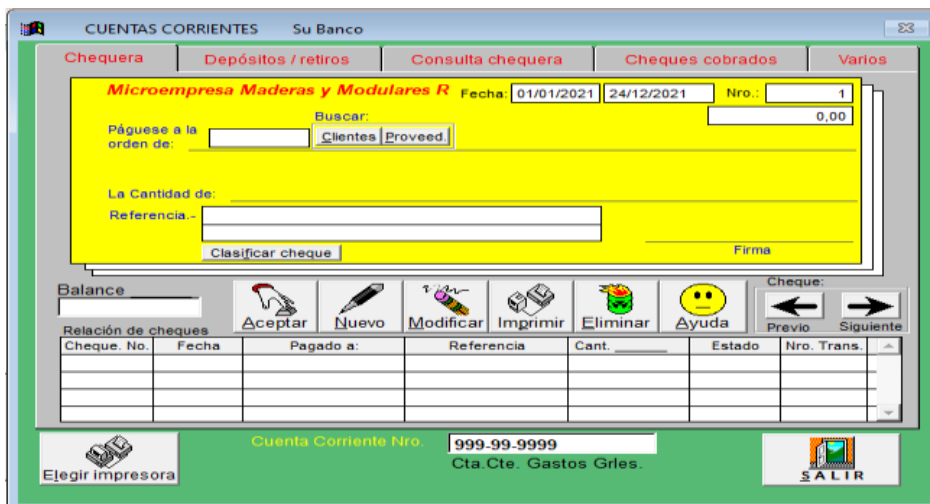 CUENTAS CORRIENTES Su Banco
Chequera Depósitos / retiros Consulta chequera Cheques cobrados Varios
Microempresa Maderas y Modulares R Fecha: 01/01/2021 24/12/2021 Nro.: 1
0,00
Buscar:
Páguese a la
orden de: Clientes Proveed.
La Cantidad de:
Referencia.-
Clasificar cheque
Firma
Balance
Aceptar Nuevo Modificar Imprimir Eliminar Ayuda
Cheque:
Previo Siguiente
Relación de cheques
Cheque. No. Fecha Pagado a: Referencia Cant. Estado Nro. Trans.
Elegir impresora
Cuenta Corriente Nro. 999-99-9999
Cta.Cte. Gastos Grles.
SALIR